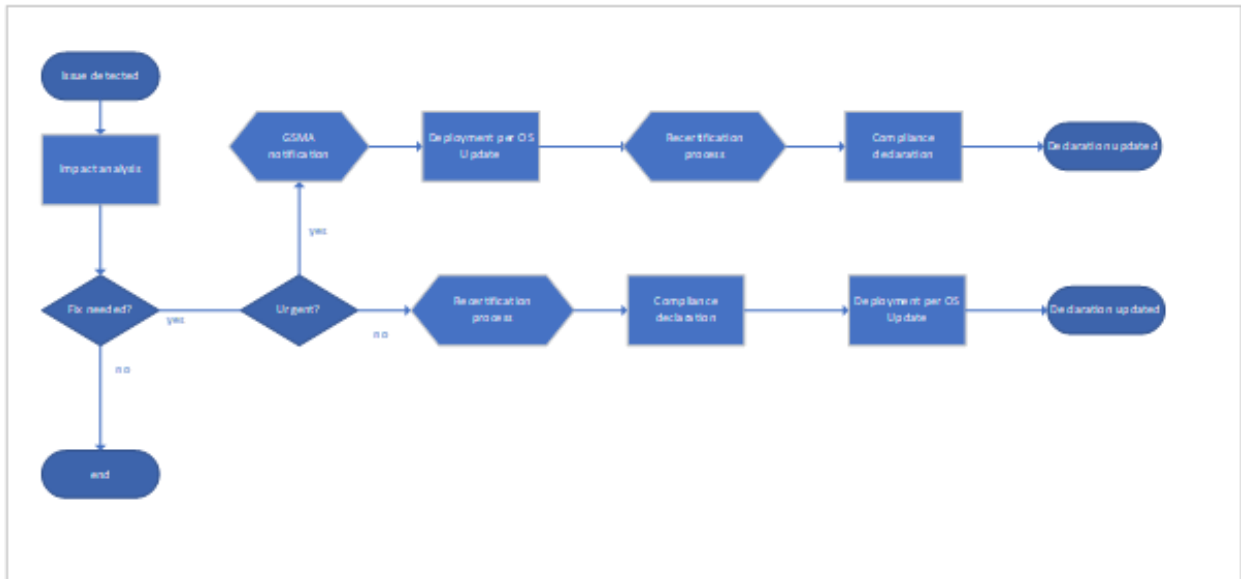 Issue detected
Impact analysis
Fix needed?
yes
no
end
Urgent?
yes
no
GSMA
notification
Deployment per OS
Update
Recertification
process
Compliance
declaration
Declaration updated
Recertification
process
Compliance
declaration
Deployment per OS
Update
Declaration updated